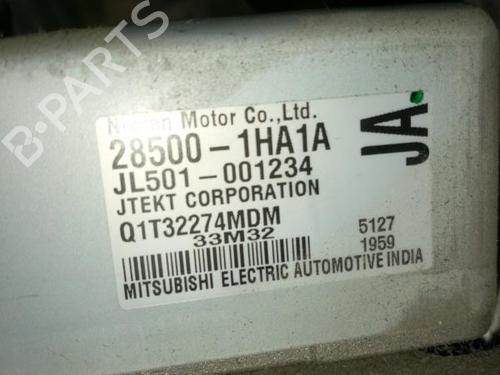 B-PARTS
Nissan Motor Co.,Ltd.
28500-1HA1A
JA
JL501-001234
JTEKT CORPORATION
Q1T32274MDM
33M32
5127
1959
MITSUBISHI ELECTRIC AUTOMOTIVE INDIA